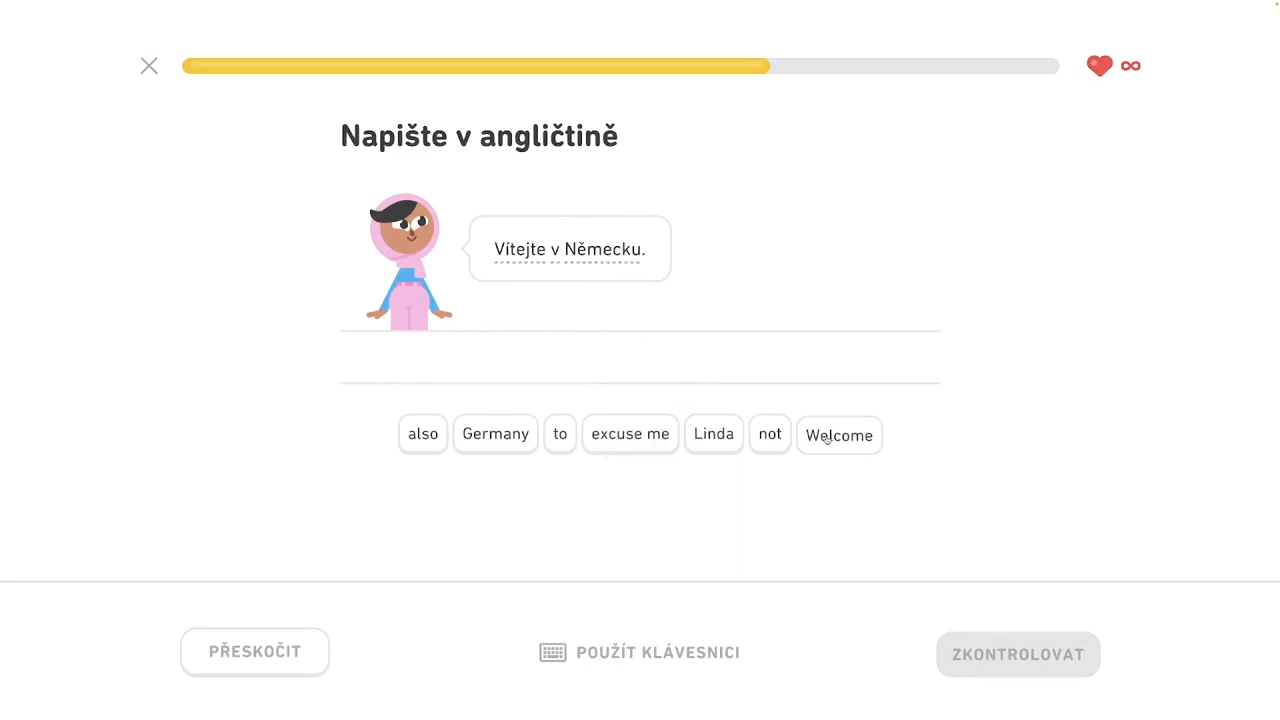 Napište v angličtině
Vítejte v Německu.
also Germany to excuse me Linda not Welcome
PŘESKOČIT
POUŽÍT KLÁVESNICI
ZKONTROLOVAT